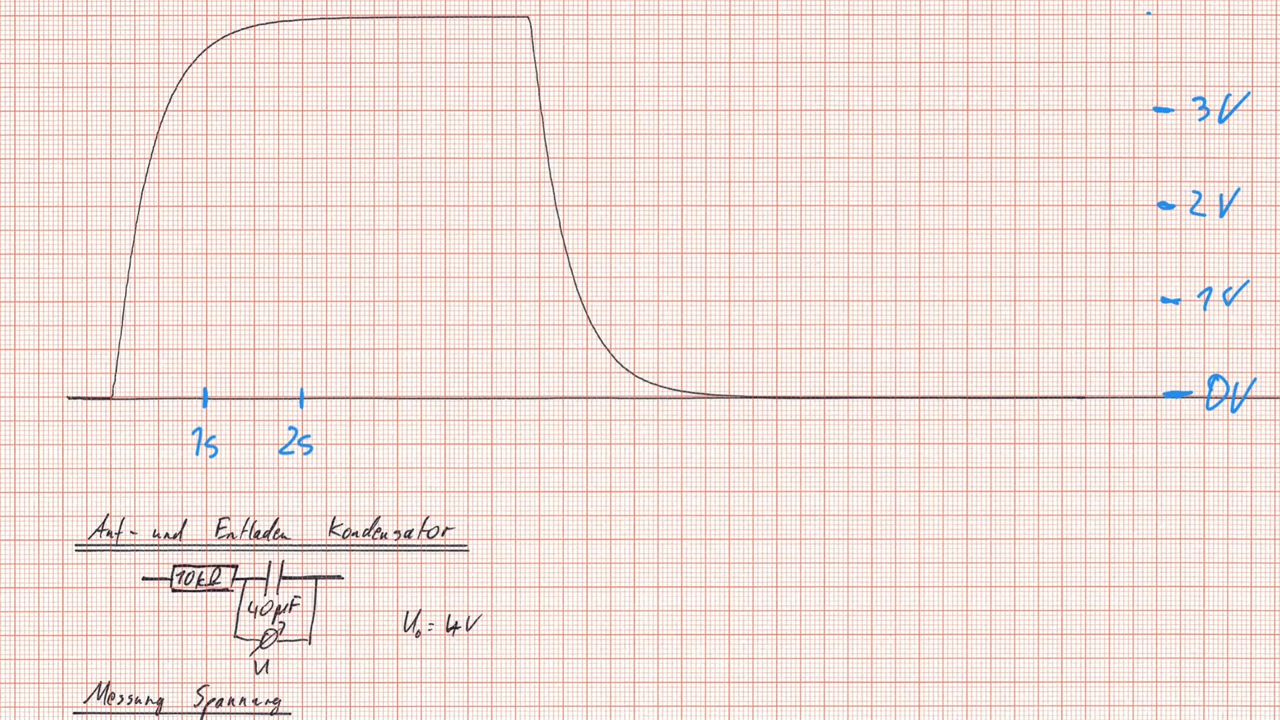 3V
2V
1V
0V
1s 2s
Auf- und Entladen Kondensator
10kΩ
40µF
U₀ = 4V
U
Messung Spannung